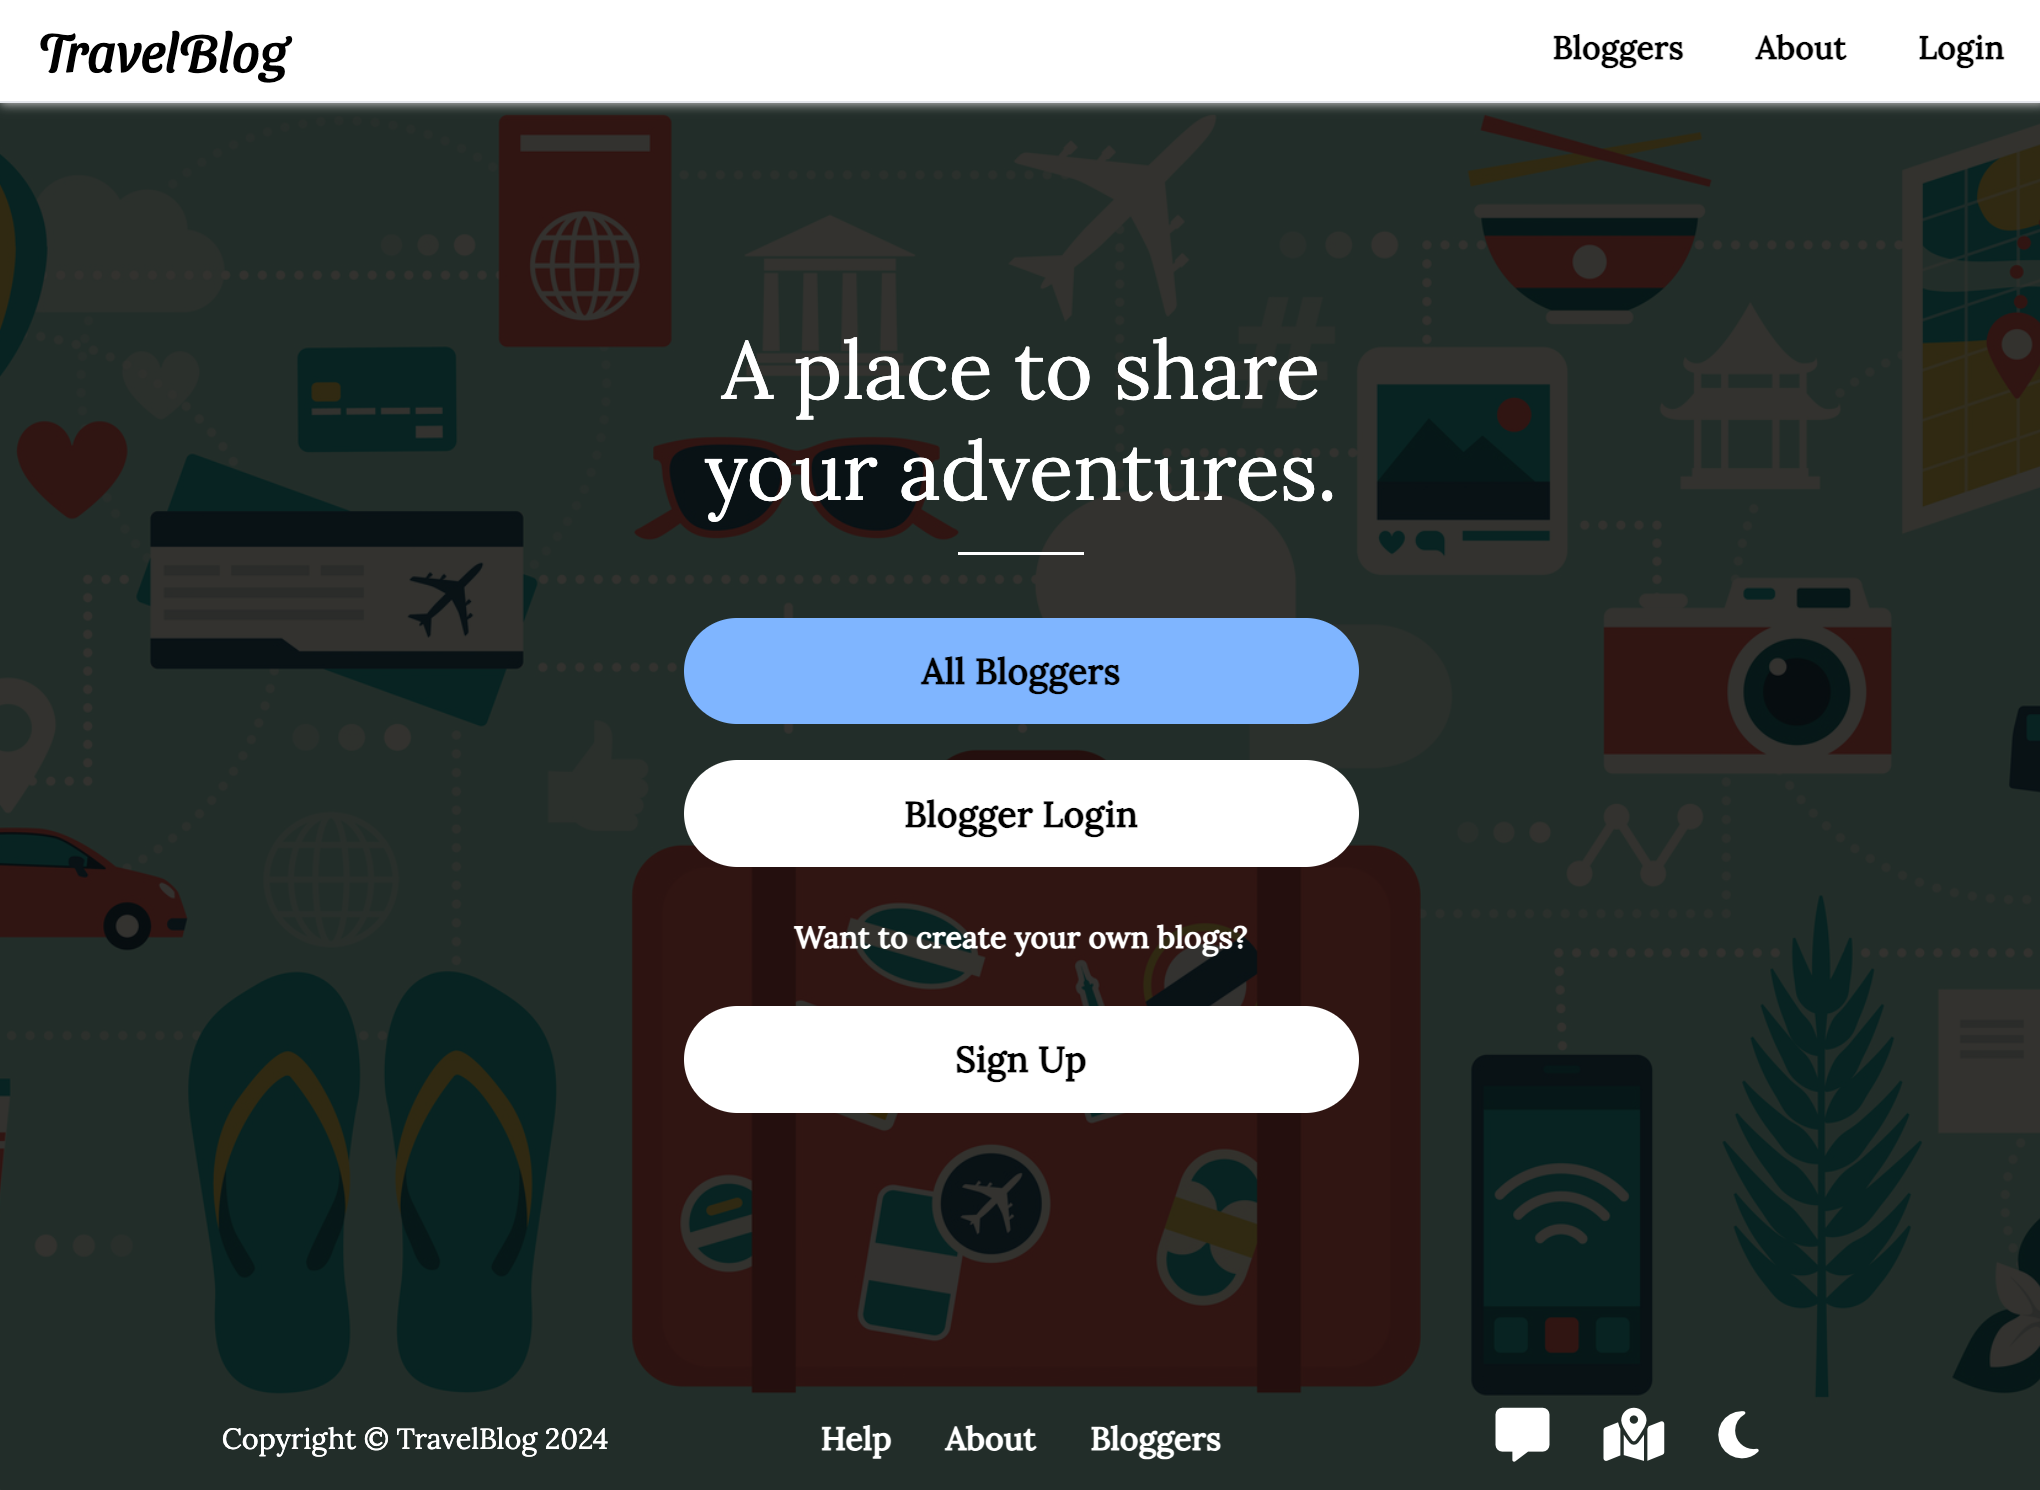 TravelBlog
Bloggers
About
Login
A place to share
your adventures.
All Bloggers
Blogger Login
Want to create your own blogs?
Sign Up
Copyright © TravelBlog 2024
Help
About
Bloggers